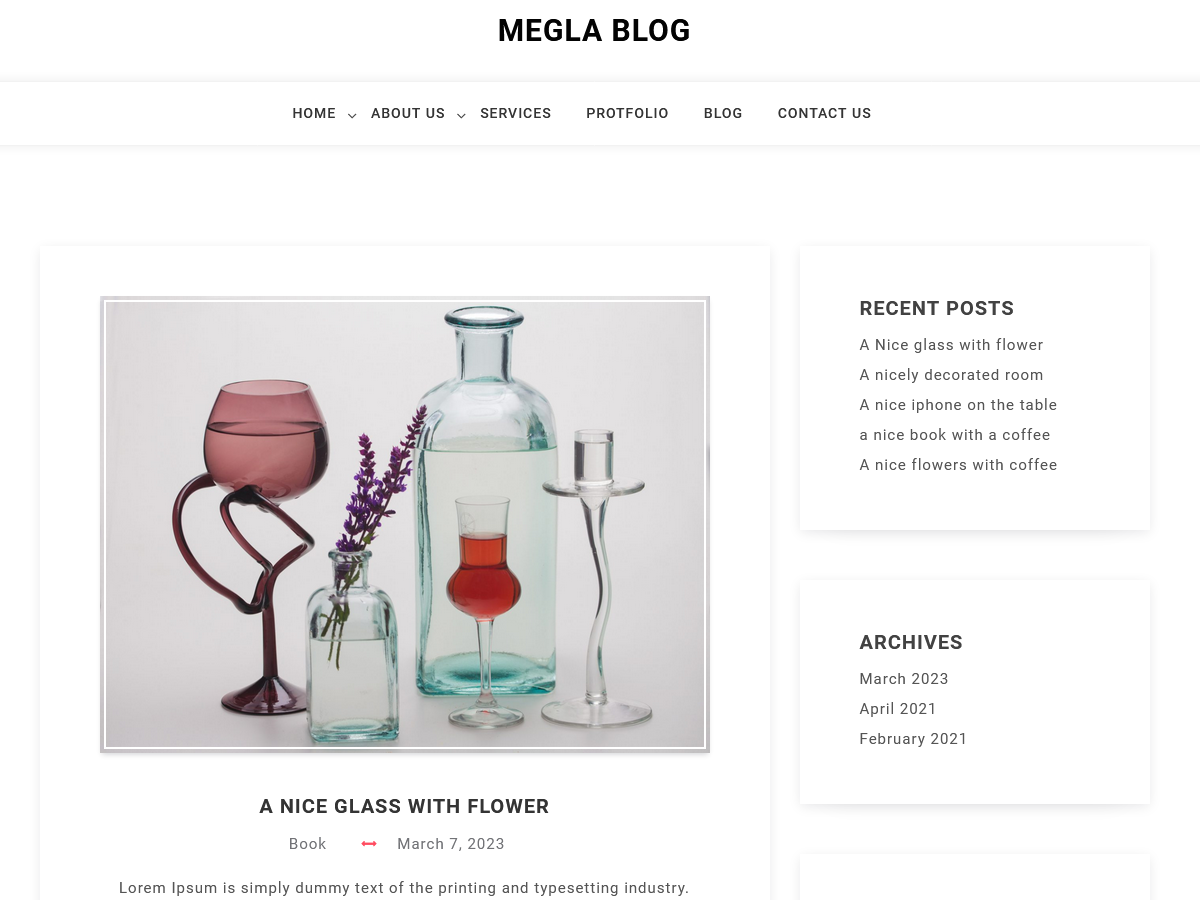 MEGLA BLOG
HOME ABOUT US SERVICES PROTFOLIO BLOG CONTACT US
A NICE GLASS WITH FLOWER
Book March 7, 2023
Lorem Ipsum is simply dummy text of the printing and typesetting industry.
RECENT POSTS
A Nice glass with flower
A nicely decorated room
A nice iphone on the table
a nice book with a coffee
A nice flowers with coffee
ARCHIVES
March 2023
April 2021
February 2021